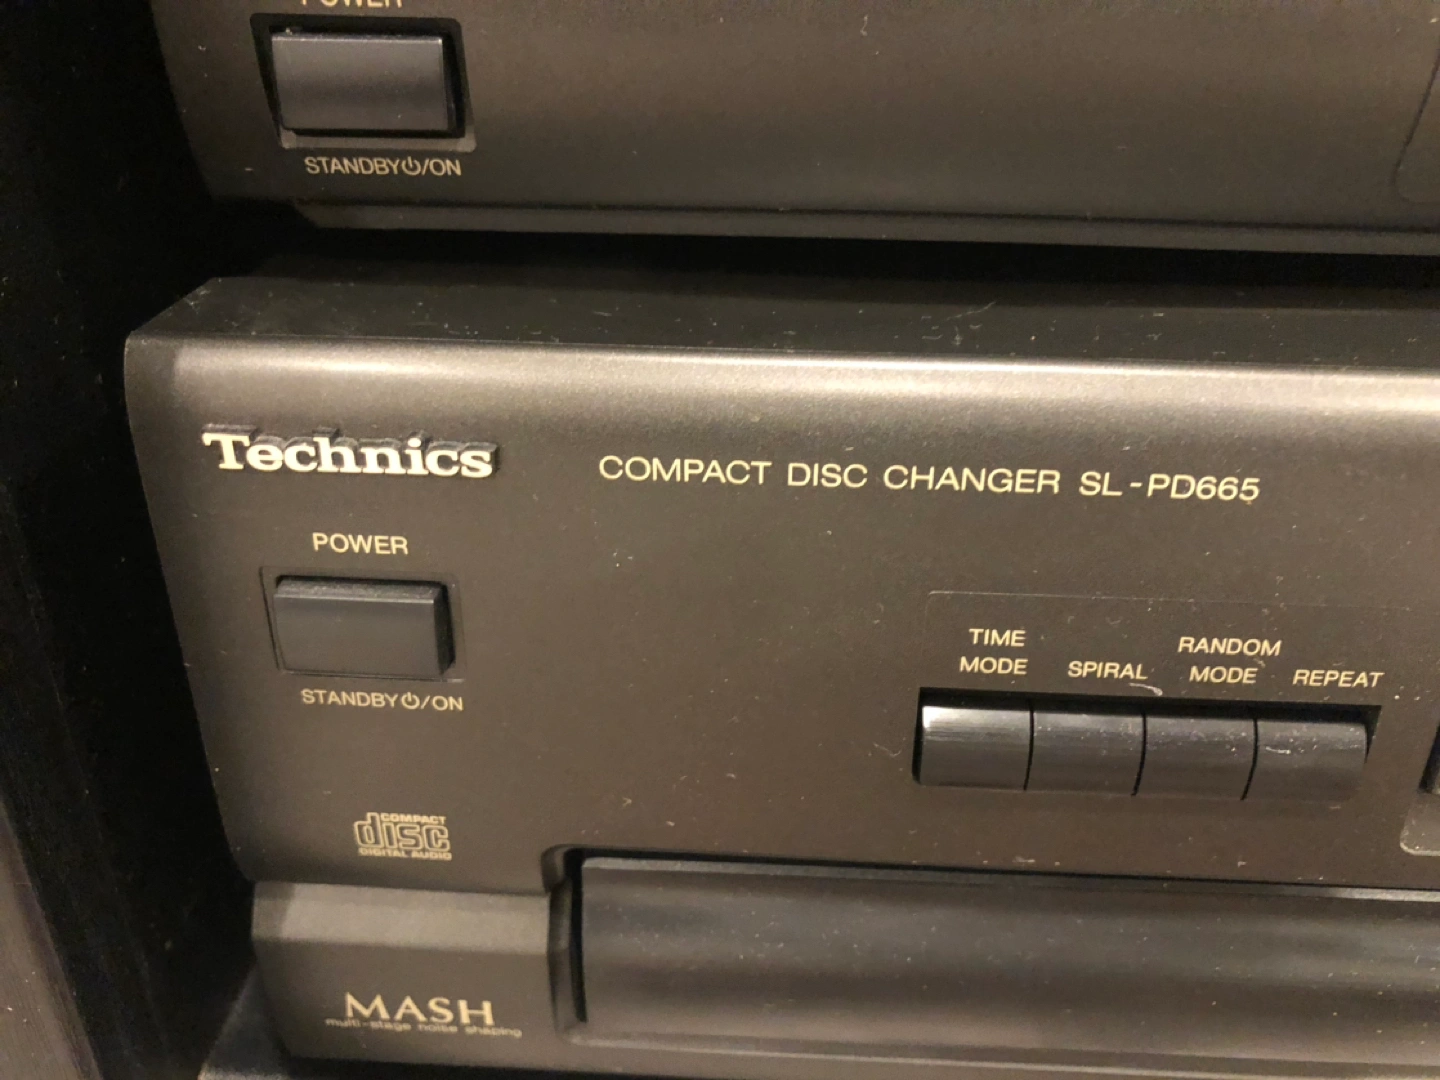 POWER
STANDBY⏻/ON
Technics
COMPACT DISC CHANGER SL-PD665
POWER
STANDBY⏻/ON
TIME MODE
SPIRAL
RANDOM MODE
REPEAT
COMPACT
disc
DIGITAL AUDIO
MASH
multi-stage noise shaping